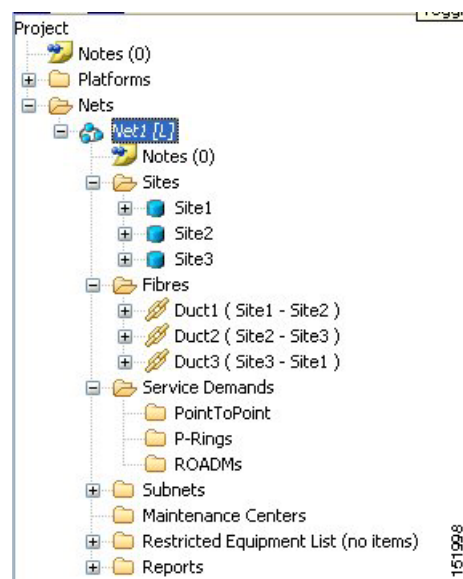 Project
Notes (0)
Platforms
Nets
Net1 [L]
Notes (0)
Sites
Site1
Site2
Site3
Fibres
Duct1 ( Site1 - Site2 )
Duct2 ( Site2 - Site3 )
Duct3 ( Site3 - Site1 )
Service Demands
PointToPoint
P-Rings
ROADMs
Subnets
Maintenance Centers
Restricted Equipment List (no items)
Reports
151998